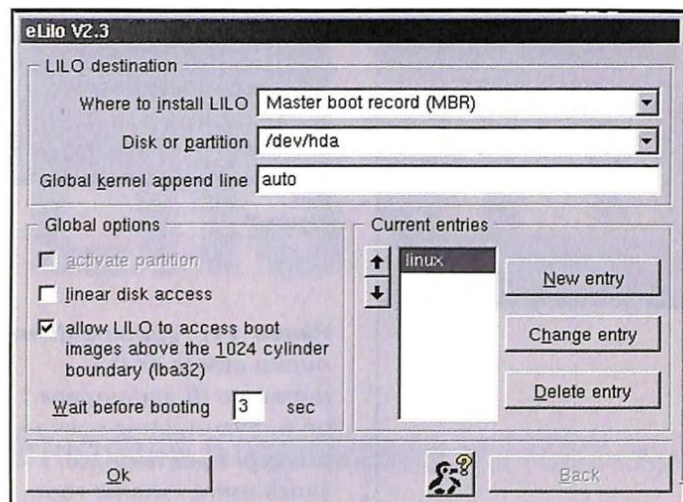 eLilo V2.3
LILO destination
Where to install LILO Master boot record (MBR)
Disk or partition /dev/hda
Global kernel append line auto
Global options
activate partition
linear disk access
allow LILO to access boot
images above the 1024 cylinder
boundary (lba32)
Wait before booting 3 sec
Current entries
linux
New entry
Change entry
Delete entry
Ok
?
Back